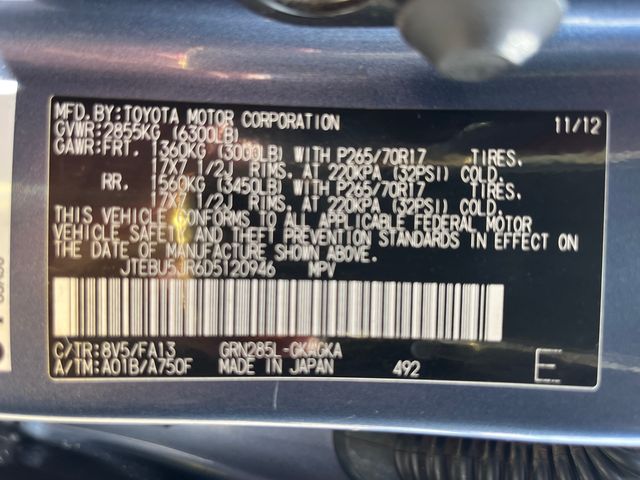 MFD.BY:TOYOTA MOTOR CORPORATION 11/12
GVWR:2855KG (6300LB)
GAWR:FRT. 1360KG (3000LB) WITH P265/70R17 TIRES.
17X7 1/2J RIMS. AT 220KPA (32PSI) COLD.
RR. 1560KG (3450LB) WITH P265/70R17 TIRES.
17X7 1/2J RIMS. AT 220KPA (32PSI) COLD.
THIS VEHICLE CONFORMS TO ALL APPLICABLE FEDERAL MOTOR
VEHICLE SAFETY AND THEFT PREVENTION STANDARDS IN EFFECT ON
THE DATE OF MANUFACTURE SHOWN ABOVE.
JTEBU5JR6D5120946 MPV
C/TR:8V5/FA13 GRN285L-GKAGKA
A/TM:A01B/A750F MADE IN JAPAN 492 E